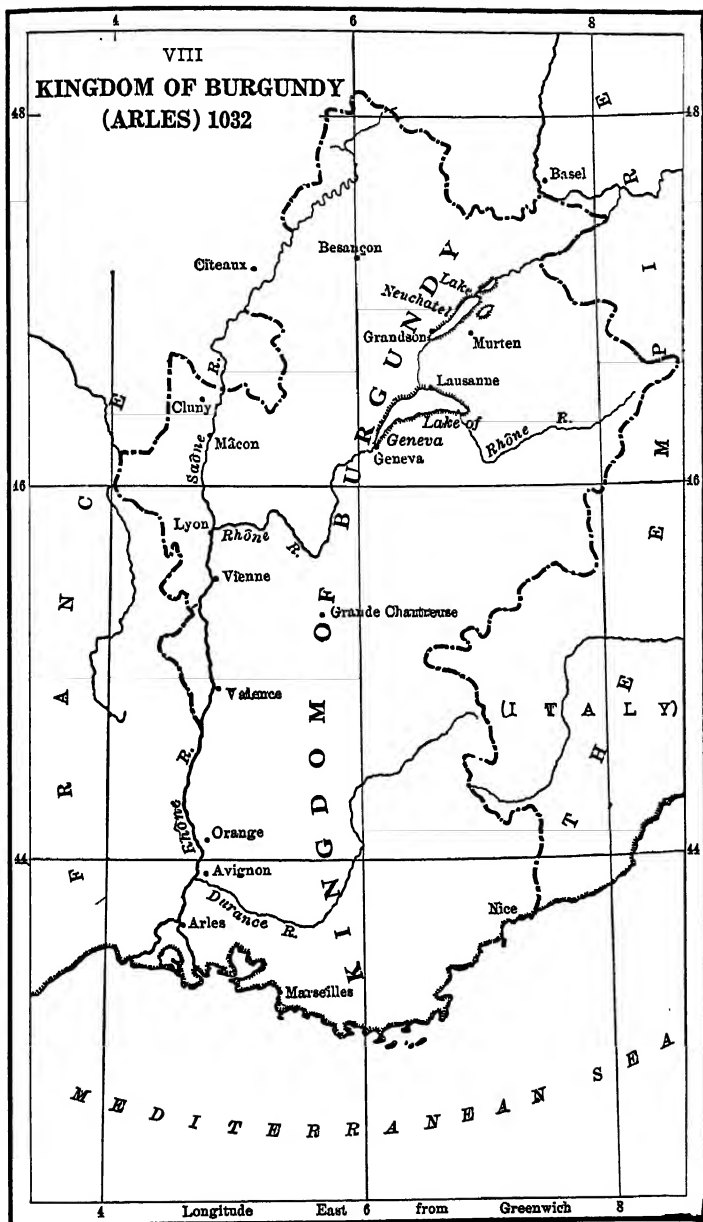 4 6 8
VIII
KINGDOM OF BURGUNDY
(ARLES) 1032
48
48
Basel
Besançon
Cîteaux
Lake
Neuchatel
Grandson
Murten
Lausanne
Cluny
R.
Lake of
Geneva
Rhône R.
Mâcon
Saône
Geneva
46
46
Lyon
Rhône R.
Vienne
Grande Chartreuse
Valence
(ITALY)
Rhône R.
Orange
44
44
Avignon
Durance R.
Nice
Arles
Marseilles
FRANCE
KINGDOM OF BURGUNDY
THE EMPIRE
MEDITERRANEAN SEA
4 Longitude East 6 from Greenwich 8